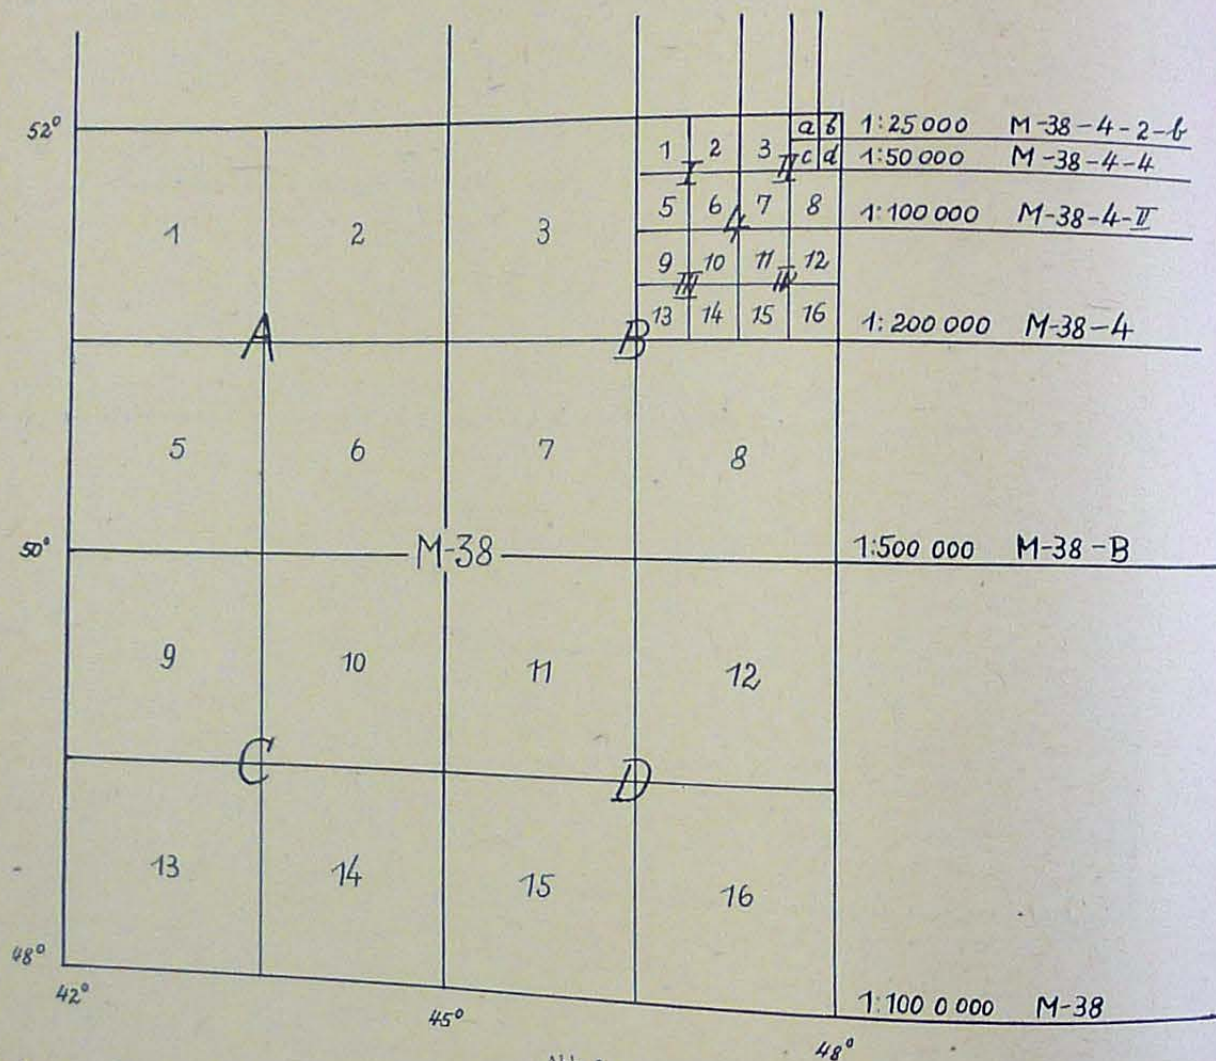 52° a b 1:25 000 M-38-4-2-b
1 2 3 c d 1:50 000 M-38-4-4
I II
1 2 3 5 6 7 8 1:100 000 M-38-4-II
4
9 10 11 12
III IV
13 14 15 16 1:200 000 M-38-4
A B
5 6 7 8
50° M-38 1:500 000 M-38-B
9 10 11 12
C D
13 14 15 16
48°
42° 45° 48° 1:100 0 000 M-38